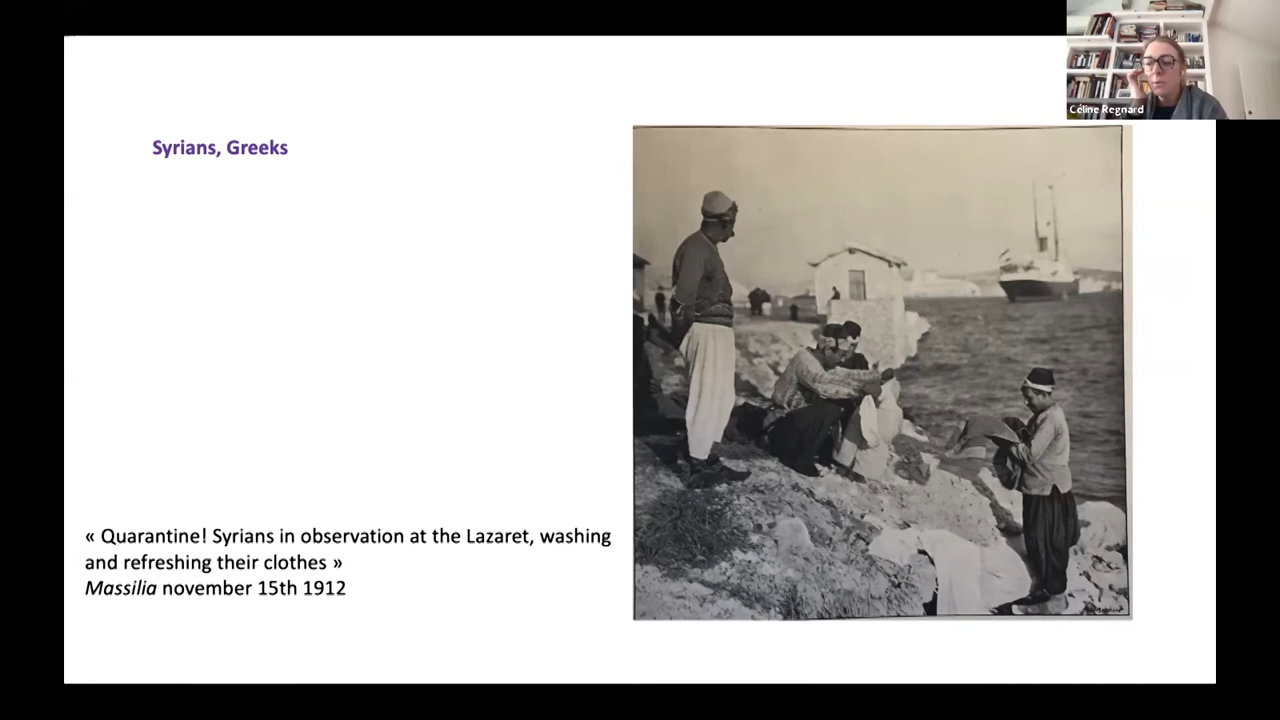 Céline Regnard
Syrians, Greeks
« Quarantine! Syrians in observation at the Lazaret, washing
and refreshing their clothes »
Massilia november 15th 1912